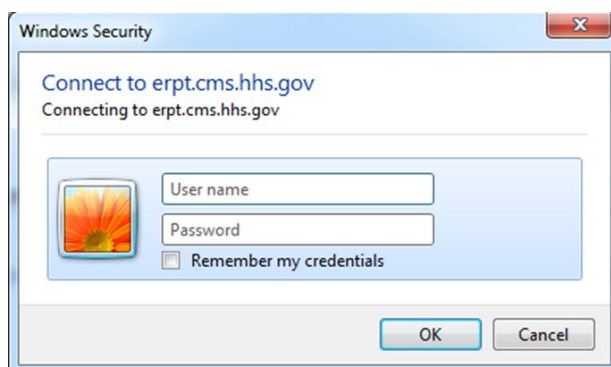 Windows Security
Connect to erpt.cms.hhs.gov
Connecting to erpt.cms.hhs.gov
User name
Password
Remember my credentials
OK Cancel